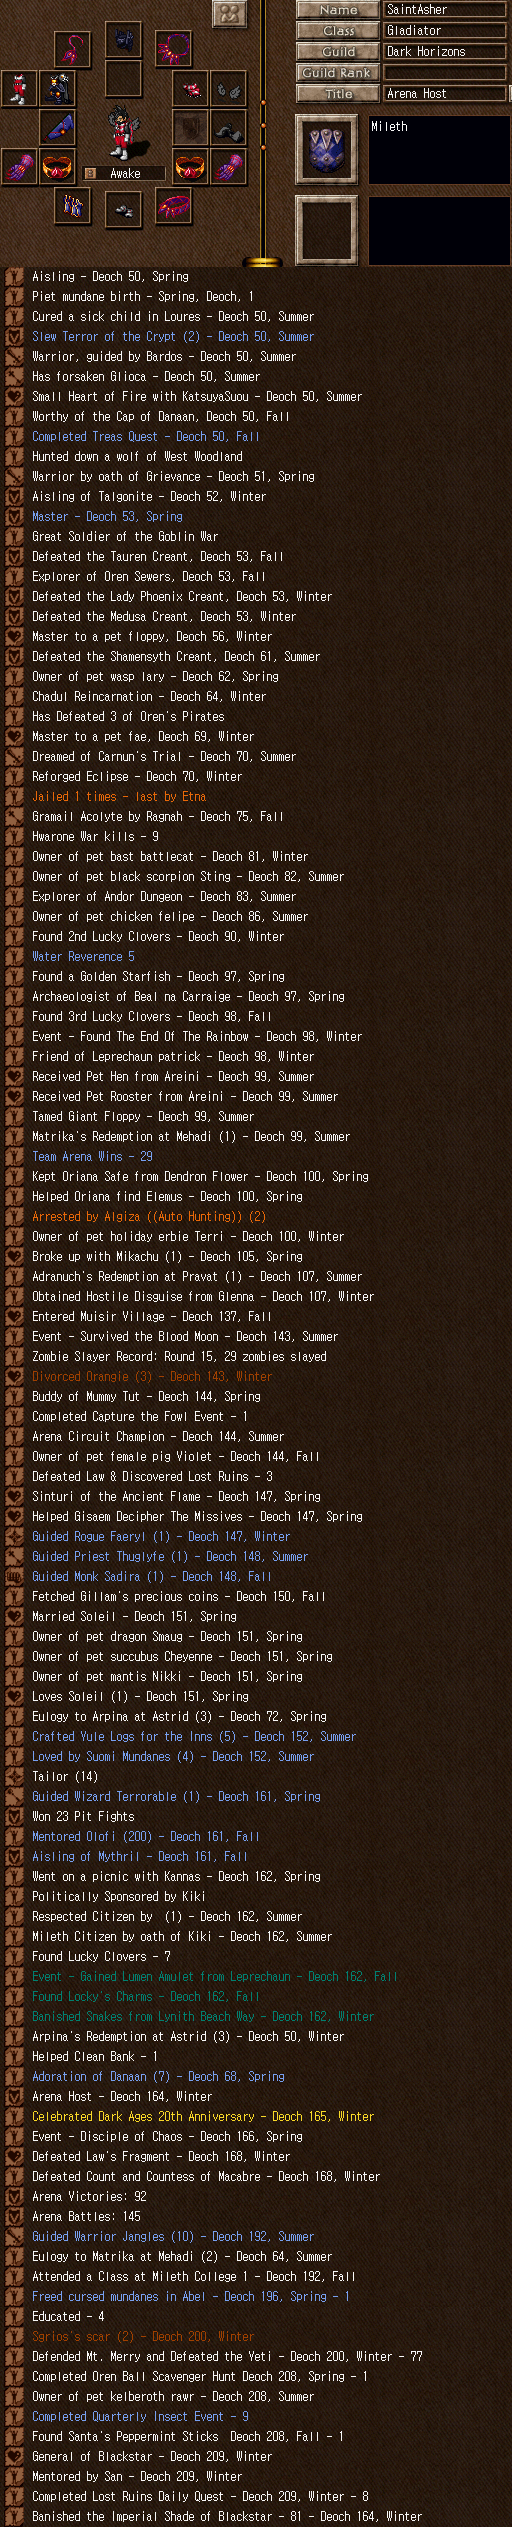 Name SaintAsher
Class Gladiator
Guild Dark Horizons
Guild Rank
Title Arena Host
Mileth
Awake
Aisling - Deoch 50, Spring
Piet mundane birth - Spring, Deoch, 1
Cured a sick child in Loures - Deoch 50, Summer
Slew Terror of the Crypt (2) - Deoch 50, Summer
Warrior, guided by Bardos - Deoch 50, Summer
Has forsaken Glioca - Deoch 50, Summer
Small Heart of Fire with KatsuyaSuou - Deoch 50, Summer
Worthy of the Cap of Danaan, Deoch 50, Fall
Completed Treas Quest - Deoch 50, Fall
Hunted down a wolf of West Woodland
Warrior by oath of Grievance - Deoch 51, Spring
Aisling of Talgonite - Deoch 52, Winter
Master - Deoch 53, Spring
Great Soldier of the Goblin War
Defeated the Tauren Creant, Deoch 53, Fall
Explorer of Oren Sewers, Deoch 53, Fall
Defeated the Lady Phoenix Creant, Deoch 53, Winter
Defeated the Medusa Creant, Deoch 53, Winter
Master to a pet floppy, Deoch 56, Winter
Defeated the Shamensyth Creant, Deoch 61, Summer
Owner of pet wasp lary - Deoch 62, Spring
Chadul Reincarnation - Deoch 64, Winter
Has Defeated 3 of Oren's Pirates
Master to a pet fae, Deoch 69, Winter
Dreamed of Carnun's Trial - Deoch 70, Summer
Reforged Eclipse - Deoch 70, Winter
Jailed 1 times - last by Etna
Gramail Acolyte by Ragnah - Deoch 75, Fall
Hwarone War kills - 9
Owner of pet bast battlecat - Deoch 81, Winter
Owner of pet black scorpion Sting - Deoch 82, Summer
Explorer of Andor Dungeon - Deoch 83, Summer
Owner of pet chicken felipe - Deoch 86, Summer
Found 2nd Lucky Clovers - Deoch 90, Winter
Water Reverence 5
Found a Golden Starfish - Deoch 97, Spring
Archaeologist of Beal na Carraige - Deoch 97, Spring
Found 3rd Lucky Clovers - Deoch 98, Fall
Event - Found The End Of The Rainbow - Deoch 98, Winter
Friend of Leprechaun patrick - Deoch 98, Winter
Received Pet Hen from Areini - Deoch 99, Summer
Received Pet Rooster from Areini - Deoch 99, Summer
Tamed Giant Floppy - Deoch 99, Summer
Matrika's Redemption at Mehadi (1) - Deoch 99, Summer
Team Arena Wins - 29
Kept Oriana Safe from Dendron Flower - Deoch 100, Spring
Helped Oriana find Elemus - Deoch 100, Spring
Arrested by Algiza ((Auto Hunting)) (2)
Owner of pet holiday erbie Terri - Deoch 100, Winter
Broke up with Mikachu (1) - Deoch 105, Spring
Adranuch's Redemption at Pravat (1) - Deoch 107, Summer
Obtained Hostile Disguise from Glenna - Deoch 107, Winter
Entered Muisir Village - Deoch 137, Fall
Event - Survived the Blood Moon - Deoch 143, Summer
Zombie Slayer Record: Round 15, 29 zombies slayed
Divorced Orangie (3) - Deoch 143, Winter
Buddy of Mummy Tut - Deoch 144, Spring
Completed Capture the Fowl Event - 1
Arena Circuit Champion - Deoch 144, Summer
Owner of pet female pig Violet - Deoch 144, Fall
Defeated Law & Discovered Lost Ruins - 3
Sinturi of the Ancient Flame - Deoch 147, Spring
Helped Gisaem Decipher The Missives - Deoch 147, Spring
Guided Rogue Faeryl (1) - Deoch 147, Winter
Guided Priest Thuglyfe (1) - Deoch 148, Summer
Guided Monk Sadira (1) - Deoch 148, Fall
Fetched Gillam's precious coins - Deoch 150, Fall
Married Soleil - Deoch 151, Spring
Owner of pet dragon Smaug - Deoch 151, Spring
Owner of pet succubus Cheyenne - Deoch 151, Spring
Owner of pet mantis Nikki - Deoch 151, Spring
Loves Soleil (1) - Deoch 151, Spring
Eulogy to Arpina at Astrid (3) - Deoch 72, Spring
Crafted Yule Logs for the Inns (5) - Deoch 152, Summer
Loved by Suomi Mundanes (4) - Deoch 152, Summer
Tailor (14)
Guided Wizard Terrorable (1) - Deoch 161, Spring
Won 23 Pit Fights
Mentored Olofi (200) - Deoch 161, Fall
Aisling of Mythril - Deoch 161, Fall
Went on a picnic with Kannas - Deoch 162, Spring
Politically Sponsored by Kiki
Respected Citizen by (1) - Deoch 162, Summer
Mileth Citizen by oath of Kiki - Deoch 162, Summer
Found Lucky Clovers - 7
Event - Gained Lumen Amulet from Leprechaun - Deoch 162, Fall
Found Locky's Charms - Deoch 162, Fall
Banished Snakes from Lynith Beach Way - Deoch 162, Winter
Arpina's Redemption at Astrid (3) - Deoch 50, Winter
Helped Clean Bank - 1
Adoration of Danaan (7) - Deoch 68, Spring
Arena Host - Deoch 164, Winter
Celebrated Dark Ages 20th Anniversary - Deoch 165, Winter
Event - Disciple of Chaos - Deoch 166, Spring
Defeated Law's Fragment - Deoch 168, Winter
Defeated Count and Countess of Macabre - Deoch 168, Winter
Arena Victories: 92
Arena Battles: 145
Guided Warrior Jangles (10) - Deoch 192, Summer
Eulogy to Matrika at Mehadi (2) - Deoch 64, Summer
Attended a Class at Mileth College 1 - Deoch 192, Fall
Freed cursed mundanes in Abel - Deoch 196, Spring - 1
Educated - 4
Sgrios's scar (2) - Deoch 200, Winter
Defended Mt. Merry and Defeated the Yeti - Deoch 200, Winter - 77
Completed Oren Ball Scavenger Hunt Deoch 208, Spring - 1
Owner of pet kelberoth rawr - Deoch 208, Summer
Completed Quarterly Insect Event - 9
Found Santa's Peppermint Sticks Deoch 208, Fall - 1
General of Blackstar - Deoch 209, Winter
Mentored by San - Deoch 209, Winter
Completed Lost Ruins Daily Quest - Deoch 209, Winter - 8
Banished the Imperial Shade of Blackstar - 81 - Deoch 164, Winter